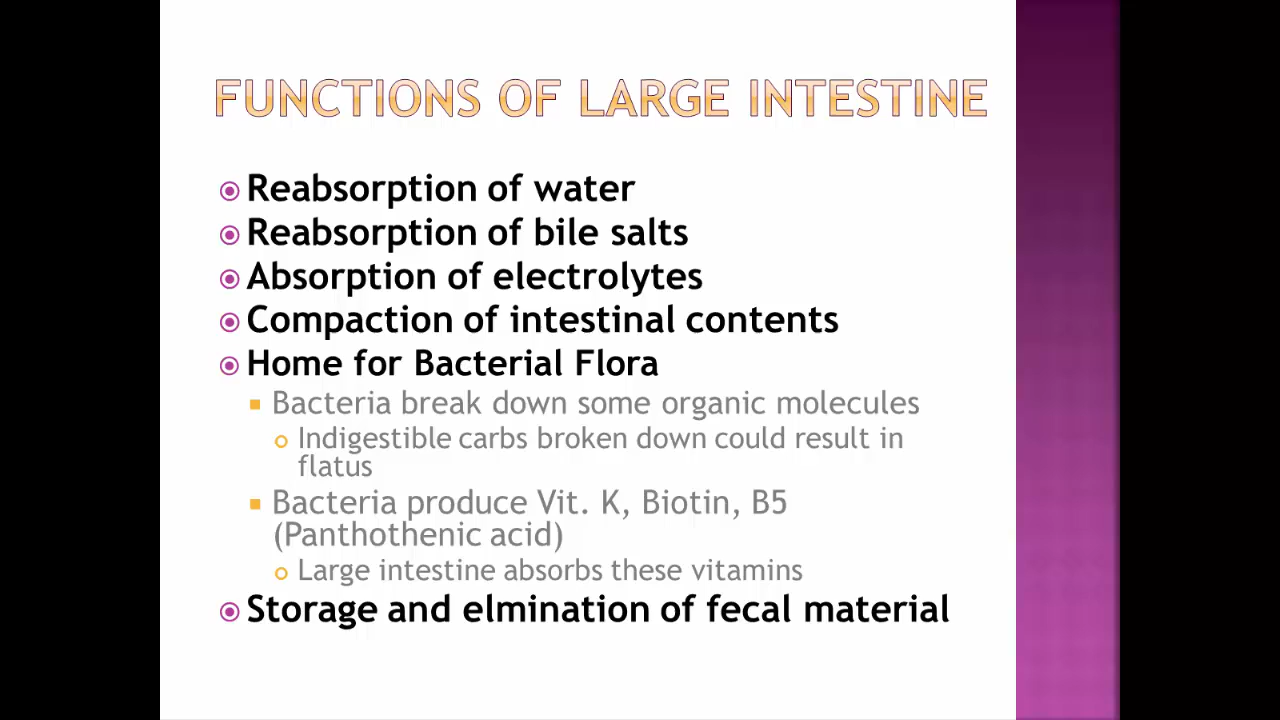 FUNCTIONS OF LARGE INTESTINE
Reabsorption of water
Reabsorption of bile salts
Absorption of electrolytes
Compaction of intestinal contents
Home for Bacterial Flora
Bacteria break down some organic molecules
Indigestible carbs broken down could result in
flatus
Bacteria produce Vit. K, Biotin, B5
(Panthothenic acid)
Large intestine absorbs these vitamins
Storage and elmination of fecal material